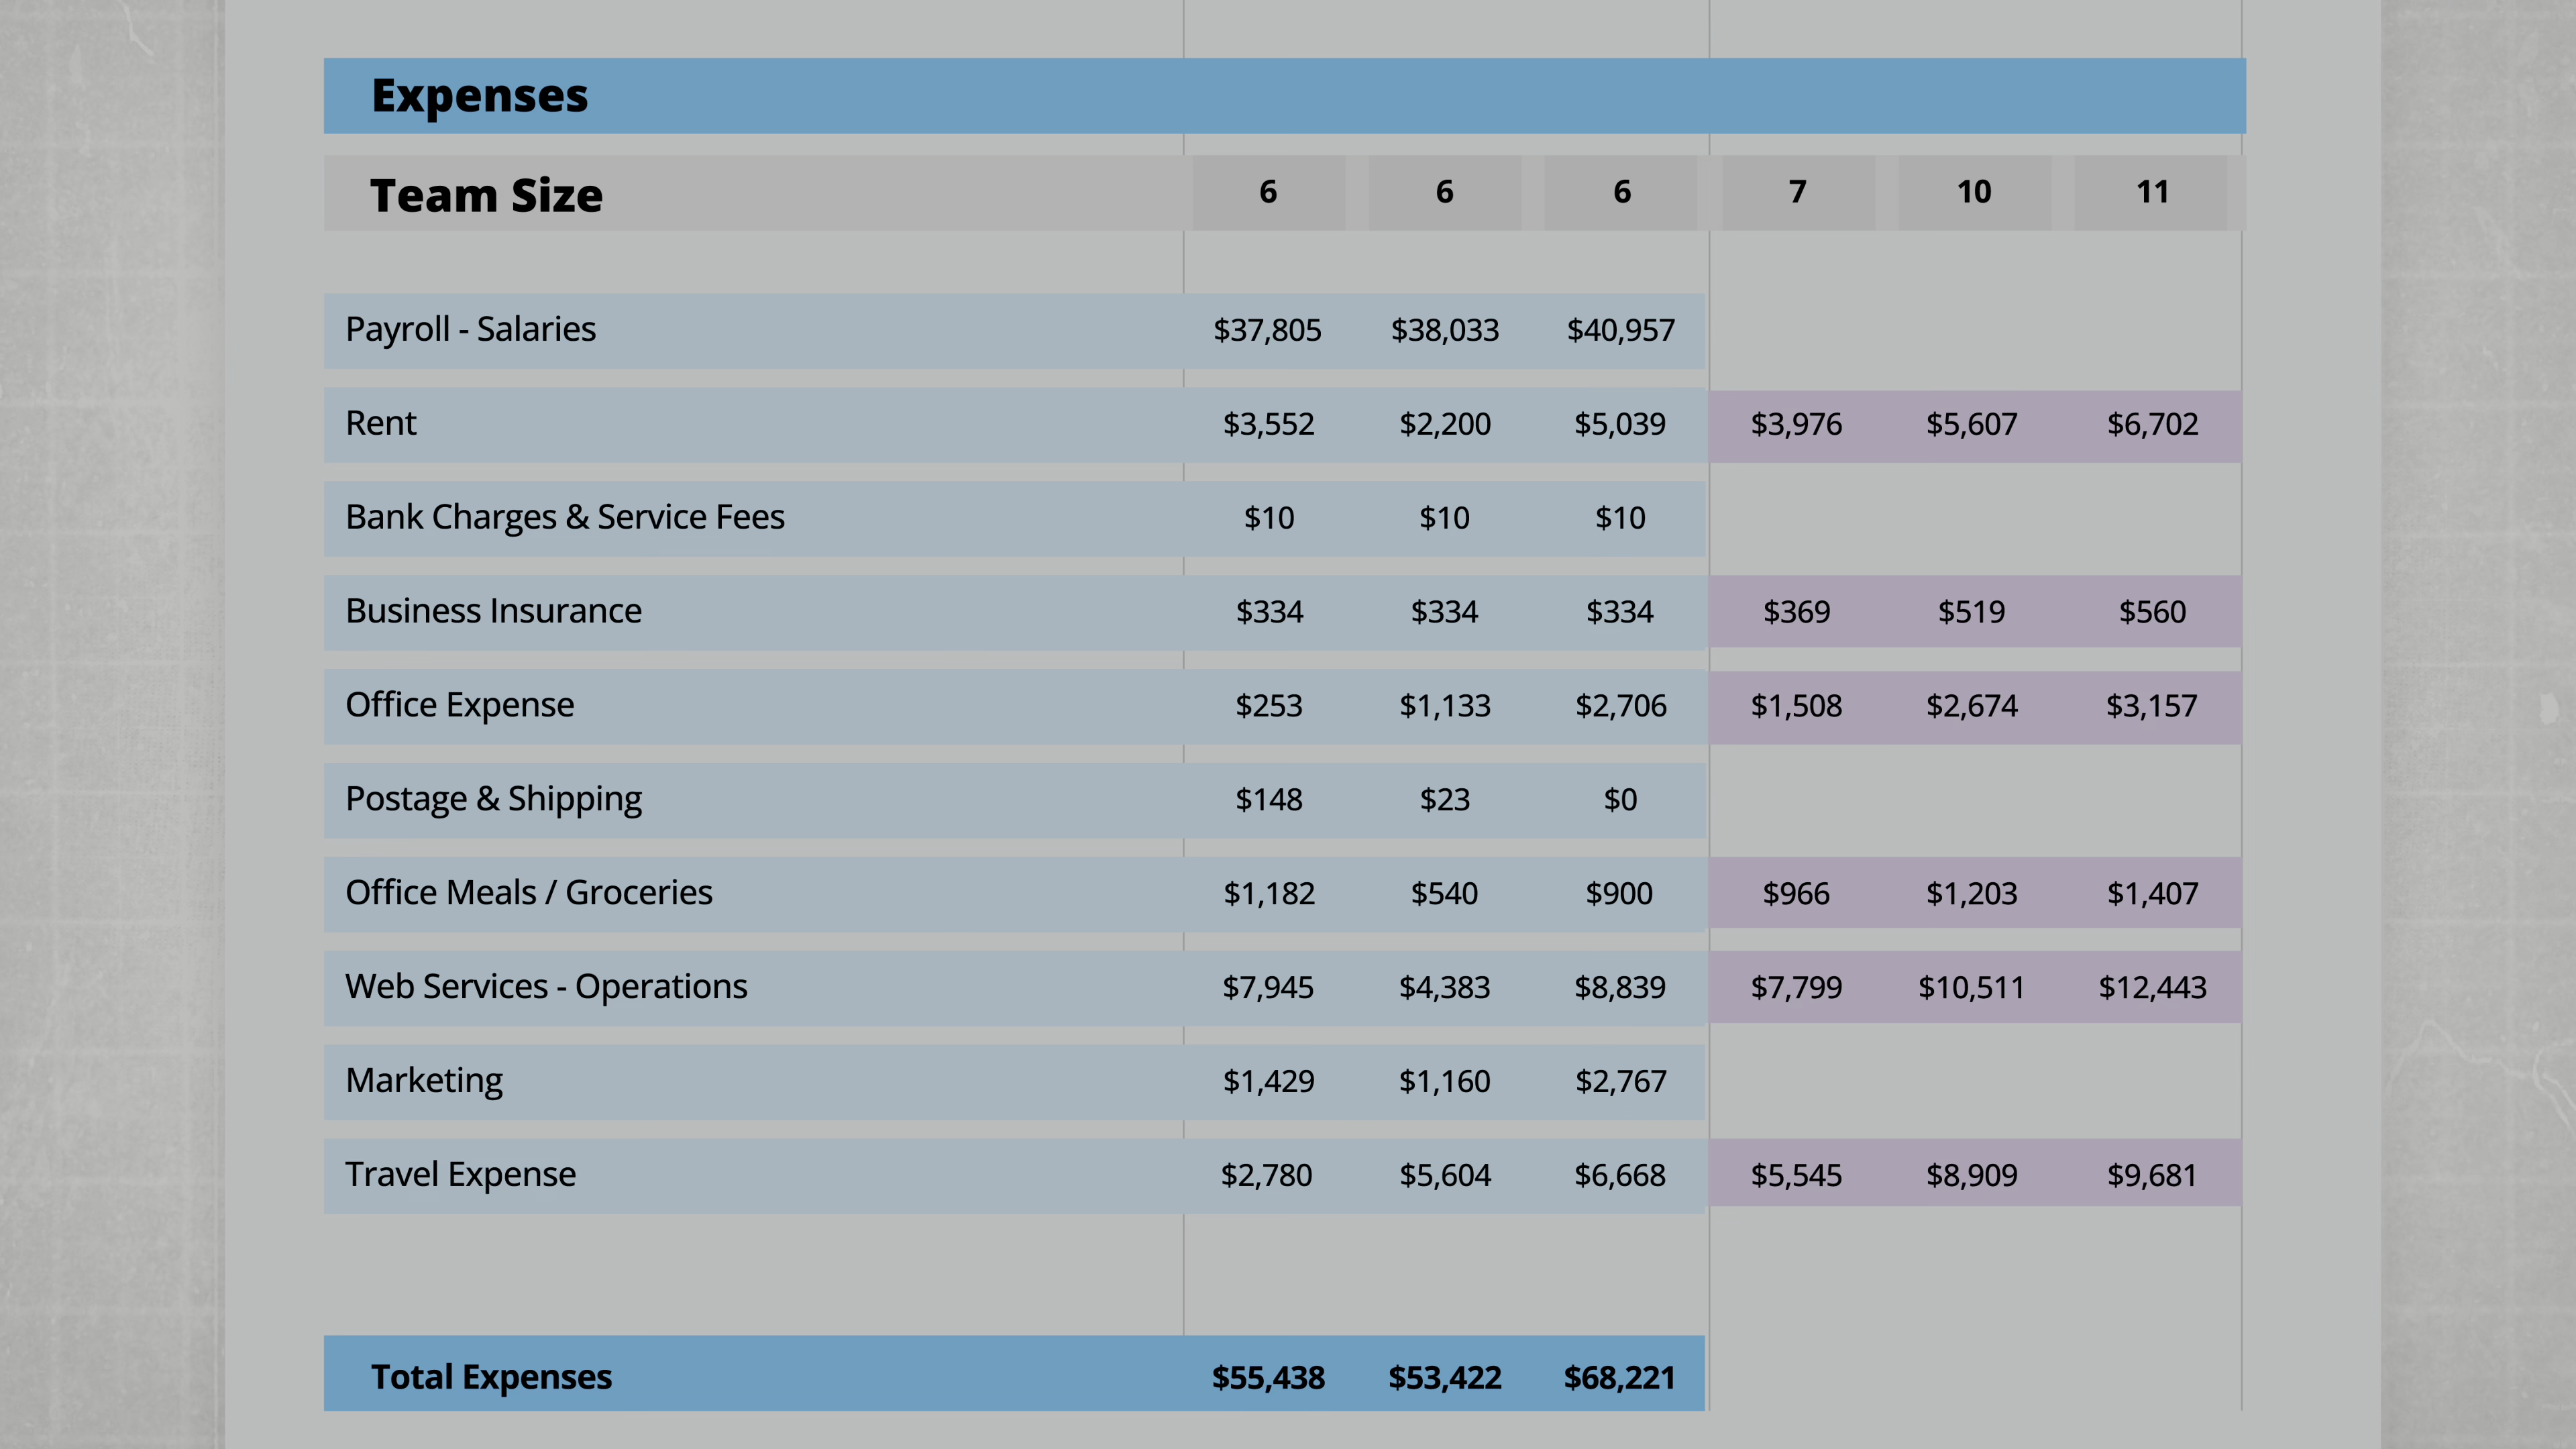 Expenses
Team Size 6 6 6 7 10 11
Payroll - Salaries $37,805 $38,033 $40,957
Rent $3,552 $2,200 $5,039 $3,976 $5,607 $6,702
Bank Charges & Service Fees $10 $10 $10
Business Insurance $334 $334 $334 $369 $519 $560
Office Expense $253 $1,133 $2,706 $1,508 $2,674 $3,157
Postage & Shipping $148 $23 $0
Office Meals / Groceries $1,182 $540 $900 $966 $1,203 $1,407
Web Services - Operations $7,945 $4,383 $8,839 $7,799 $10,511 $12,443
Marketing $1,429 $1,160 $2,767
Travel Expense $2,780 $5,604 $6,668 $5,545 $8,909 $9,681
Total Expenses $55,438 $53,422 $68,221